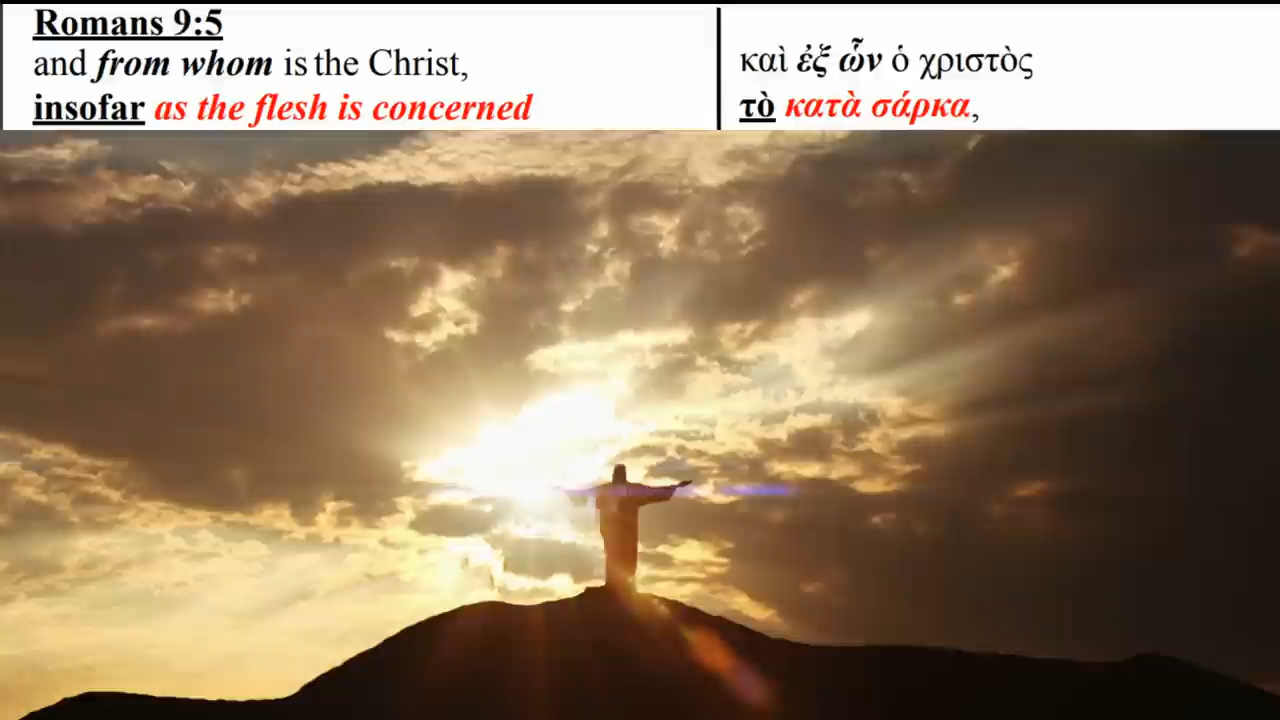 Romans 9:5
and from whom is the Christ,
insofar as the flesh is concerned
καὶ ἐξ ὧν ὁ χριστὸς
τὸ κατὰ σάρκα,